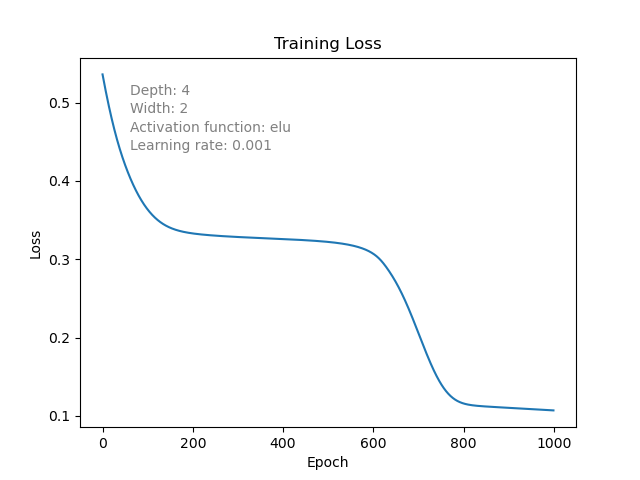 Training Loss
Depth: 4
Width: 2
Activation function: elu
Learning rate: 0.001
Loss
0.5
0.4
0.3
0.2
0.1
0 200 400 600 800 1000
Epoch